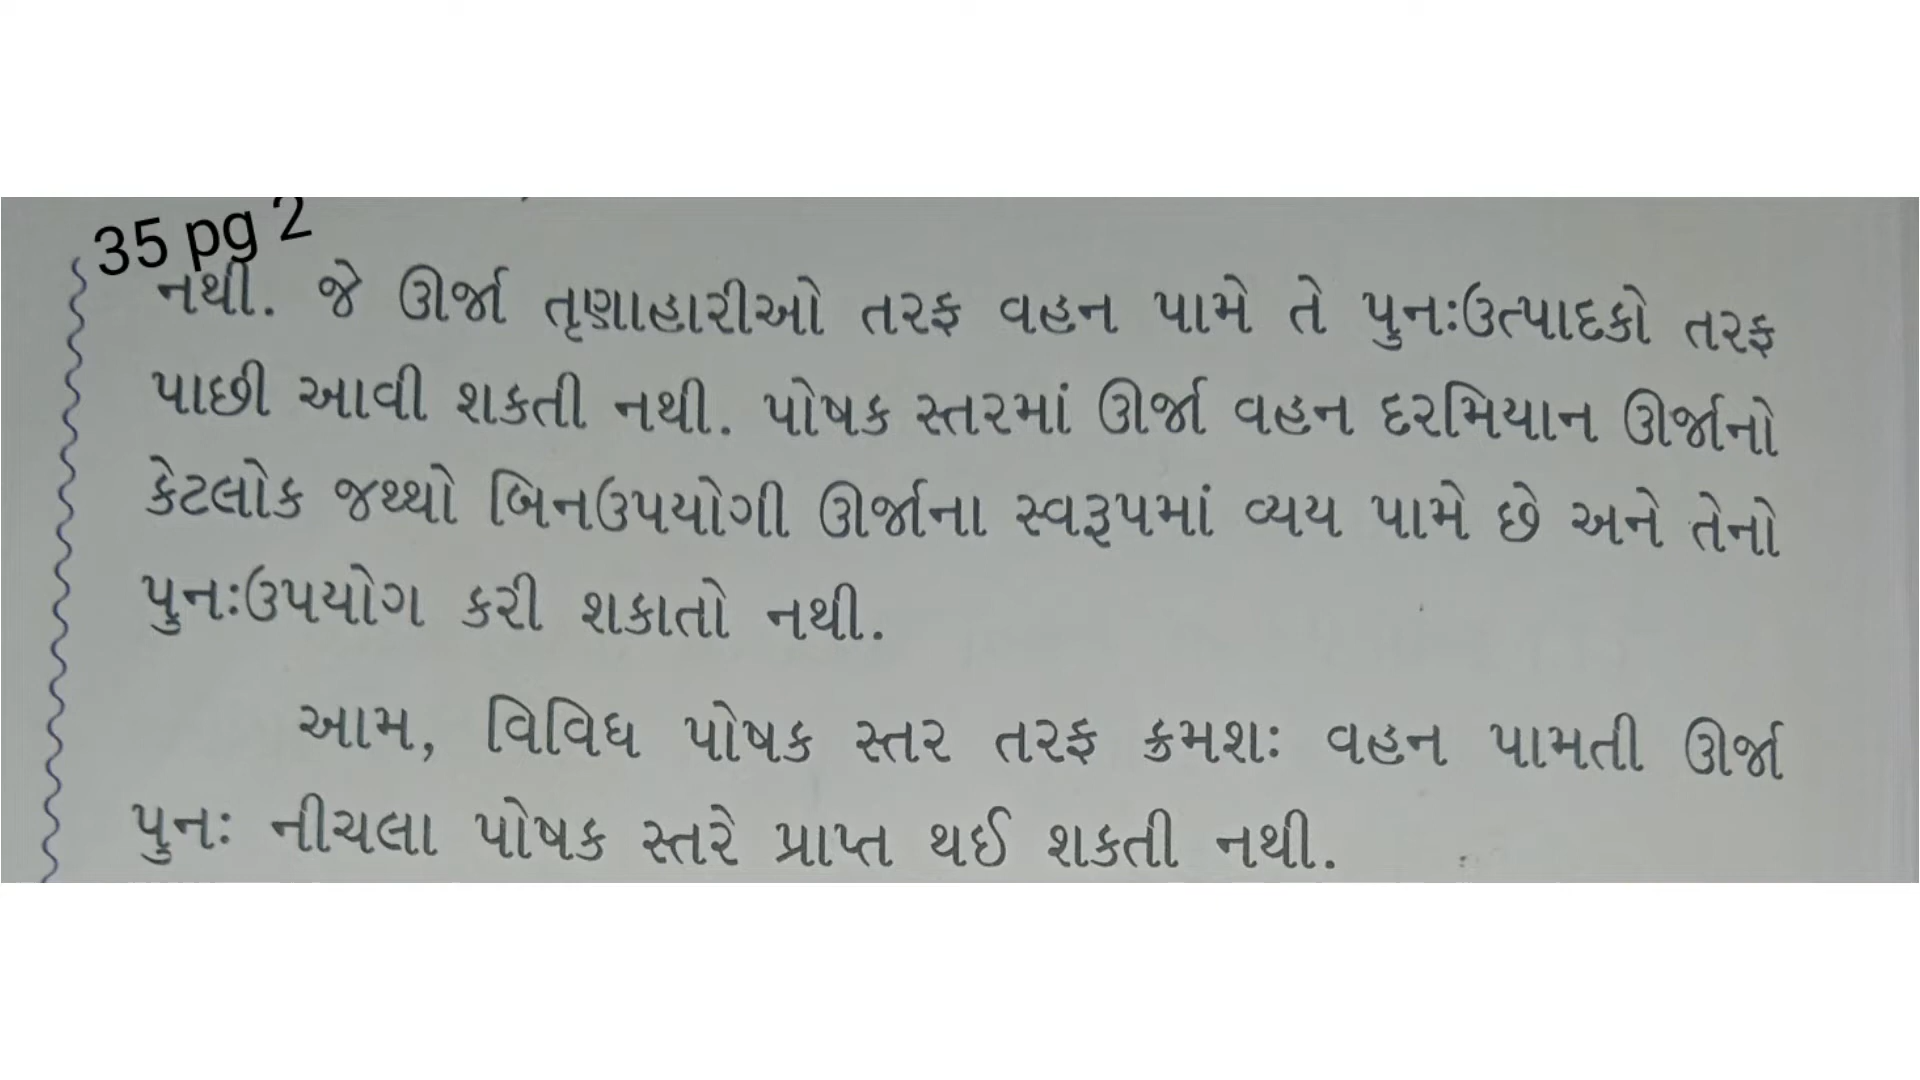 35 pg 2
નથી. જે ઊર્જા તૃણાહારીઓ તરફ વહન પામે તે પુનઃઉત્પાદકો તરફ
પાછી આવી શકતી નથી. પોષક સ્તરમાં ઊર્જા વહન દરમિયાન ઊર્જાનો
કેટલોક જથ્થો બિનઉપયોગી ઊર્જાના સ્વરૂપમાં વ્યય પામે છે અને તેનો
પુનઃઉપયોગ કરી શકાતો નથી.
આમ, વિવિધ પોષક સ્તર તરફ ક્રમશઃ વહન પામતી ઊર્જા
પુનઃ નીચલા પોષક સ્તરે પ્રાપ્ત થઈ શકતી નથી.